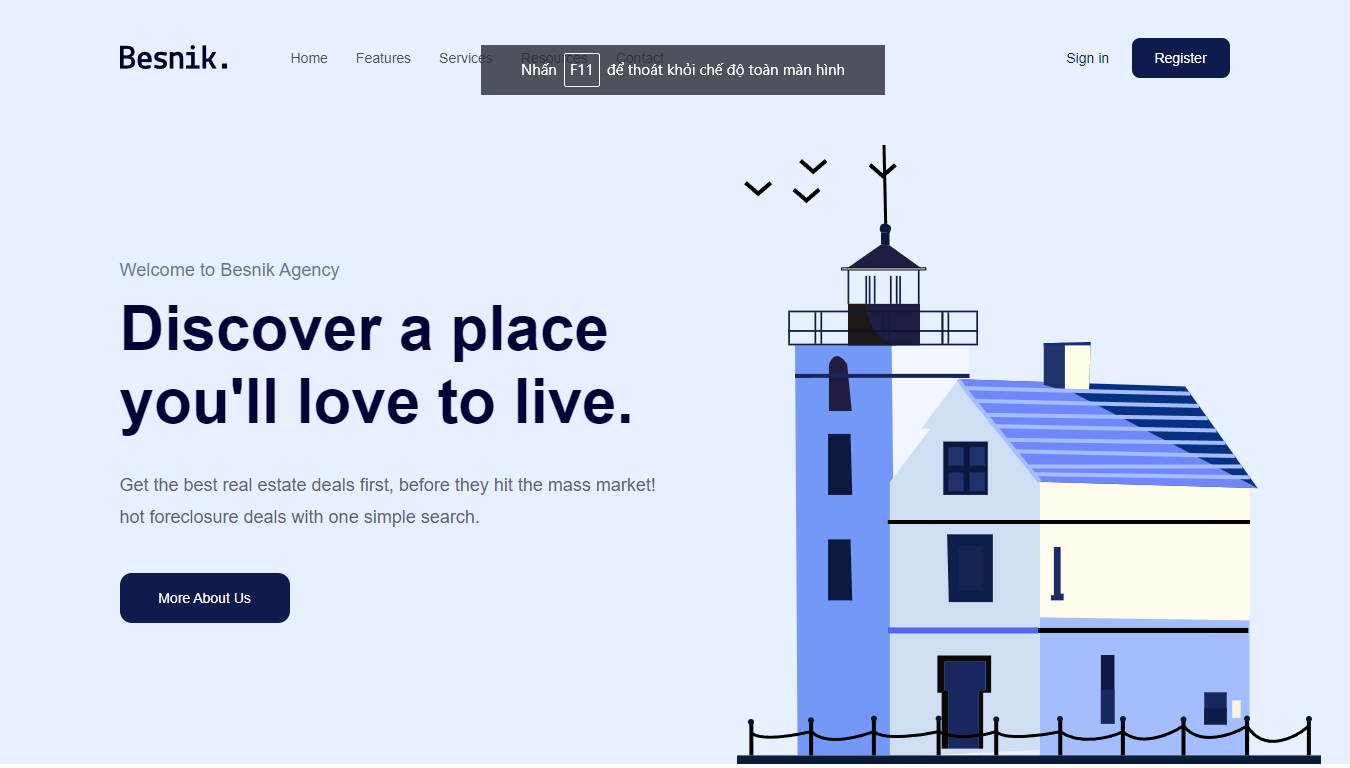 Besnik.
Home Features Services Resources Contact
Sign in Register
Nhấn F11 để thoát khỏi chế độ toàn màn hình
Welcome to Besnik Agency
Discover a place
you'll love to live.
Get the best real estate deals first, before they hit the mass market!
hot foreclosure deals with one simple search.
More About Us